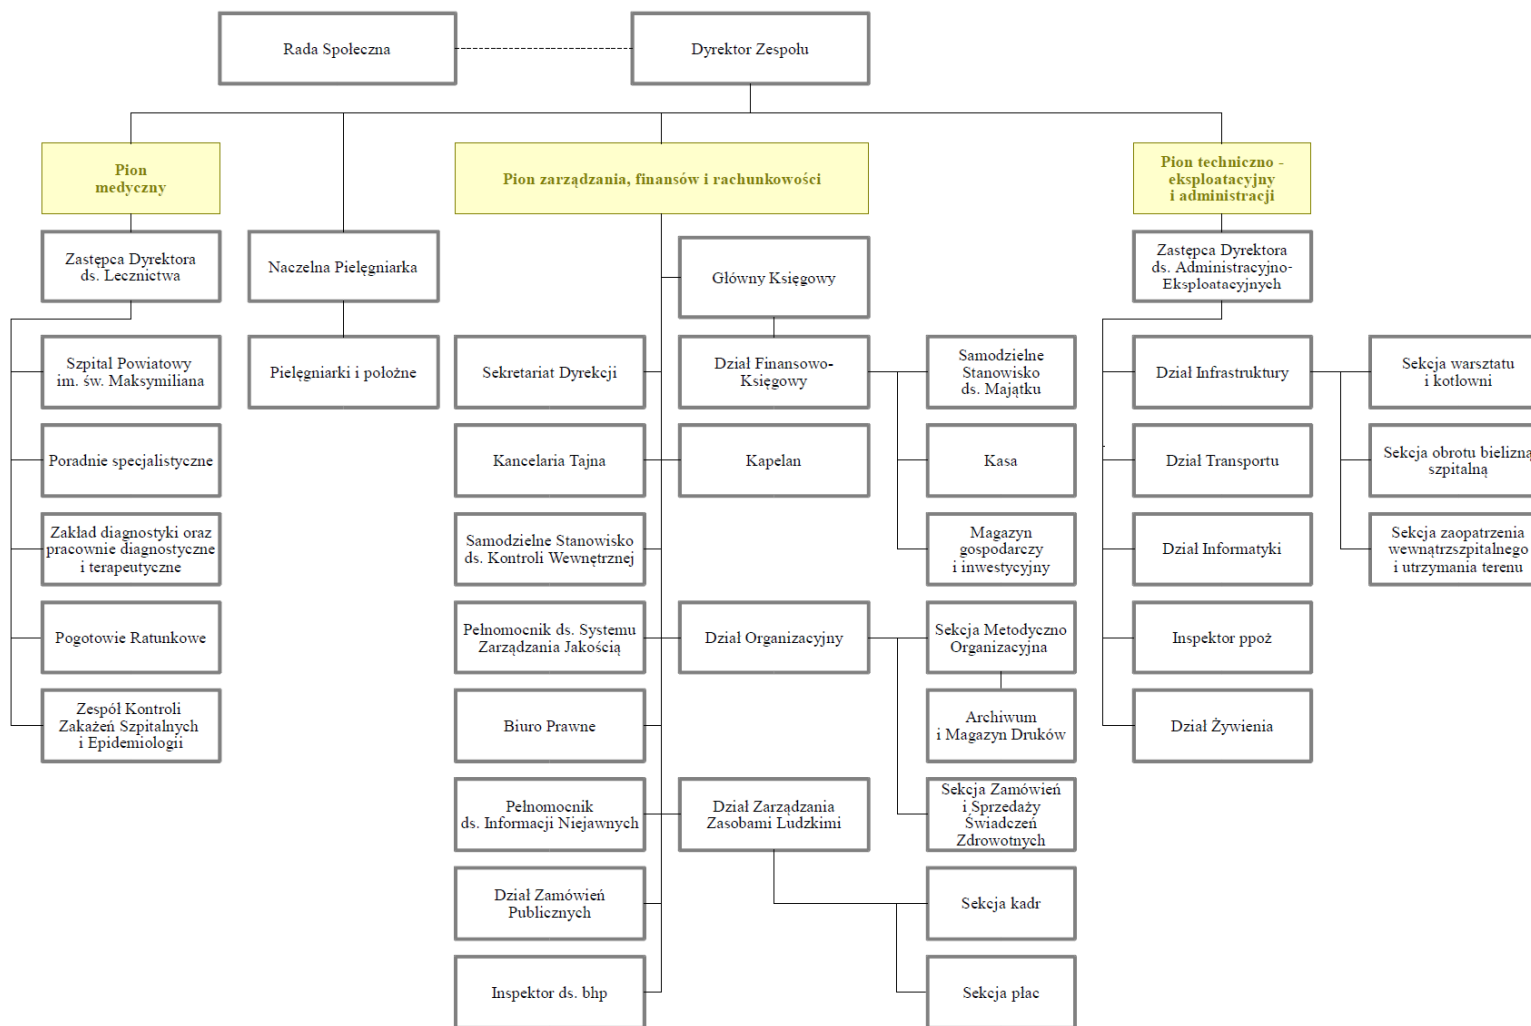 Rada Społeczna
Dyrektor Zespołu
Pion
medyczny
Pion zarządzania, finansów i rachunkowości
Pion techniczno -
eksploatacyjny
i administracji
Zastępca Dyrektora
ds. Lecznictwa
Naczelna Pielęgniarka
Główny Księgowy
Zastępca Dyrektora
ds. Administracyjno-
Eksploatacyjnych
Szpital Powiatowy
im. św. Maksymiliana
Pielęgniarki i położne
Sekretariat Dyrekcji
Dział Finansowo-
Księgowy
Samodzielne
Stanowisko
ds. Majątku
Dział Infrastruktury
Sekcja warsztatu
i kotłowni
Poradnie specjalistyczne
Kancelaria Tajna
Kapelan
Kasa
Dział Transportu
Sekcja obrotu bielizną
szpitalną
Zakład diagnostyki oraz
pracownie diagnostyczne
i terapeutyczne
Samodzielne Stanowisko
ds. Kontroli Wewnętrznej
Magazyn
gospodarczy
i inwestycyjny
Dział Informatyki
Sekcja zaopatrzenia
wewnątrzszpitalnego
i utrzymania terenu
Pogotowie Ratunkowe
Pełnomocnik ds. Systemu
Zarządzania Jakością
Dział Organizacyjny
Sekcja Metodyczno
Organizacyjna
Inspektor ppoż
Zespół Kontroli
Zakażeń Szpitalnych
i Epidemiologii
Biuro Prawne
Archiwum
i Magazyn Druków
Dział Żywienia
Pełnomocnik
ds. Informacji Niejawnych
Dział Zarządzania
Zasobami Ludzkimi
Sekcja Zamówień
i Sprzedaży
Świadczeń
Zdrowotnych
Dział Zamówień
Publicznych
Sekcja kadr
Inspektor ds. bhp
Sekcja płac